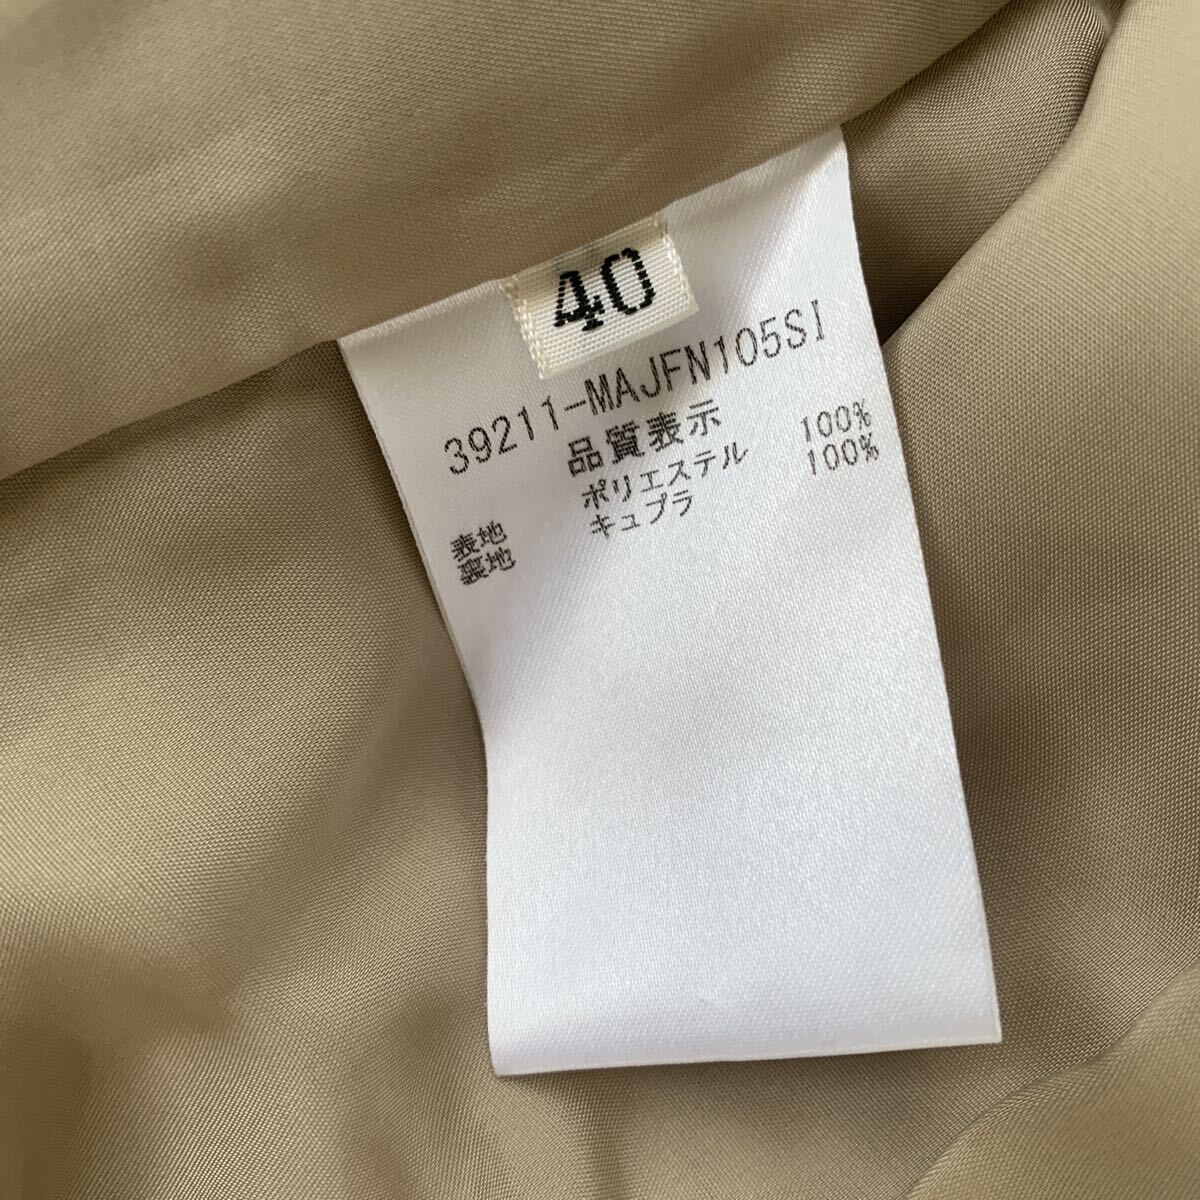 40
39211-MAJFN105SI
品質表示
表地 ポリエステル 100%
裏地 キュプラ 100%